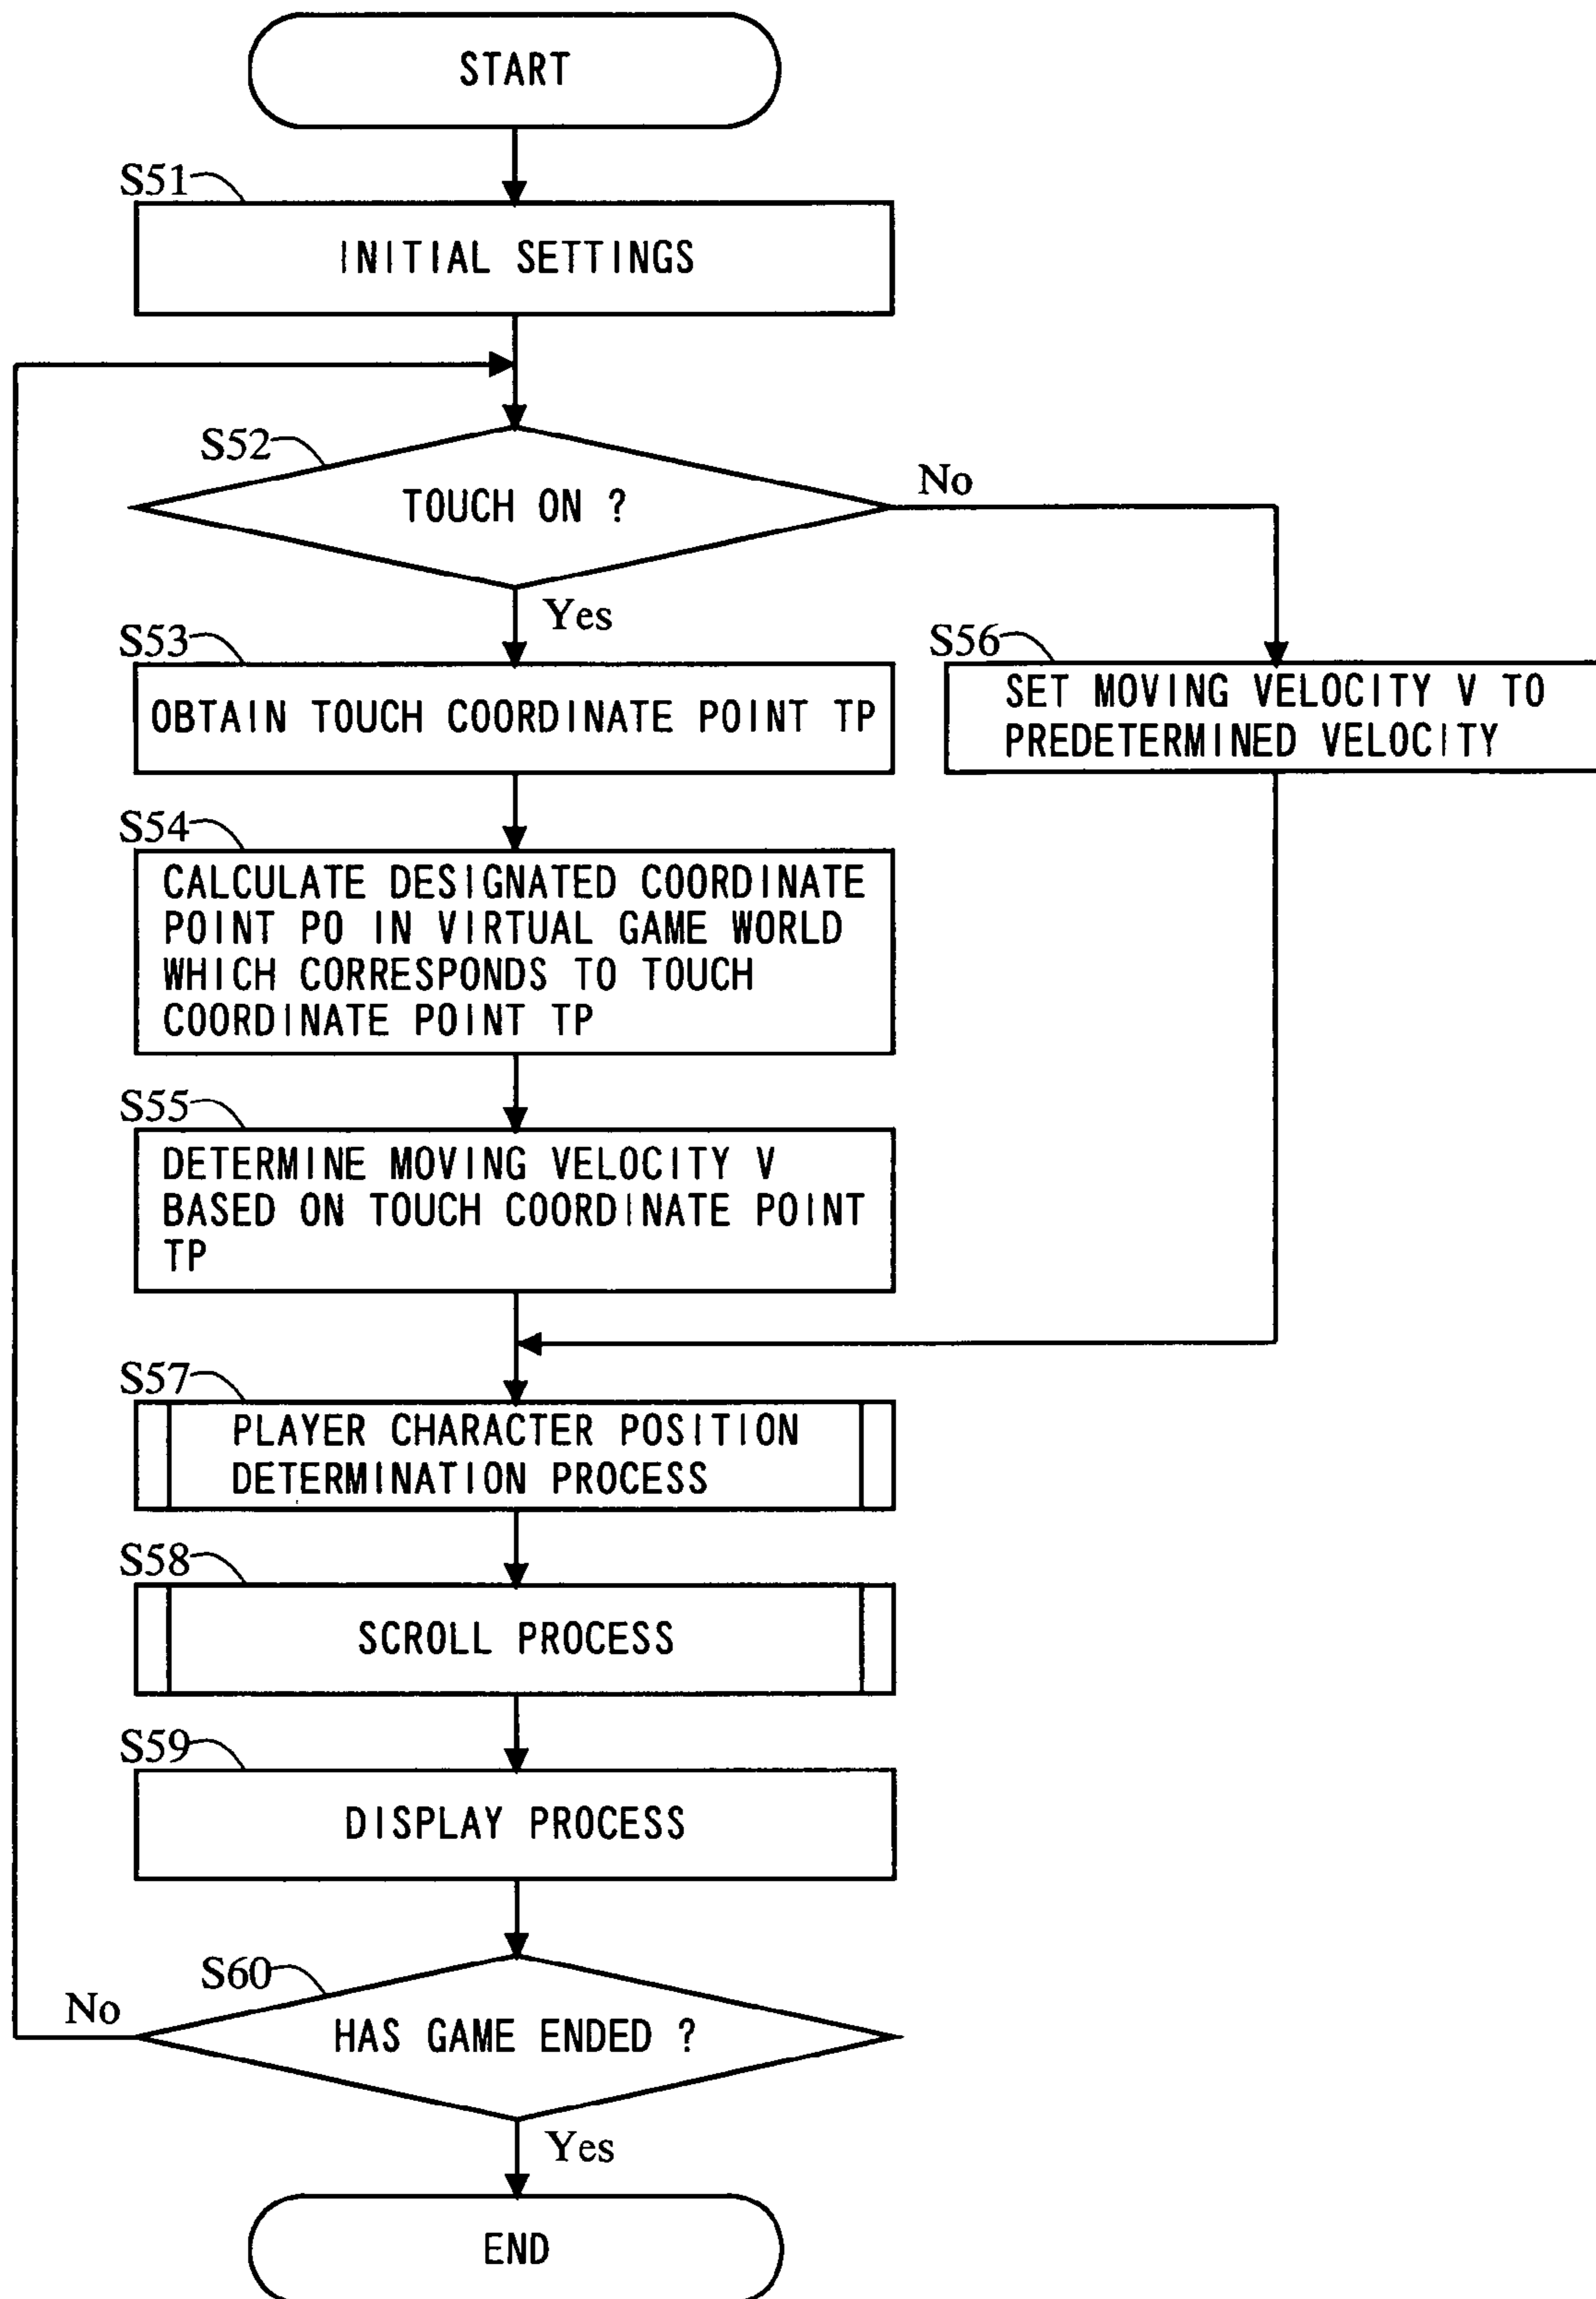 START
S51
INITIAL SETTINGS
S52
TOUCH ON ?
No
Yes
S53
OBTAIN TOUCH COORDINATE POINT TP
S56
SET MOVING VELOCITY V TO
PREDETERMINED VELOCITY
S54
CALCULATE DESIGNATED COORDINATE
POINT PO IN VIRTUAL GAME WORLD
WHICH CORRESPONDS TO TOUCH
COORDINATE POINT TP
S55
DETERMINE MOVING VELOCITY V
BASED ON TOUCH COORDINATE POINT
TP
S57
PLAYER CHARACTER POSITION
DETERMINATION PROCESS
S58
SCROLL PROCESS
S59
DISPLAY PROCESS
S60
No
HAS GAME ENDED ?
Yes
END